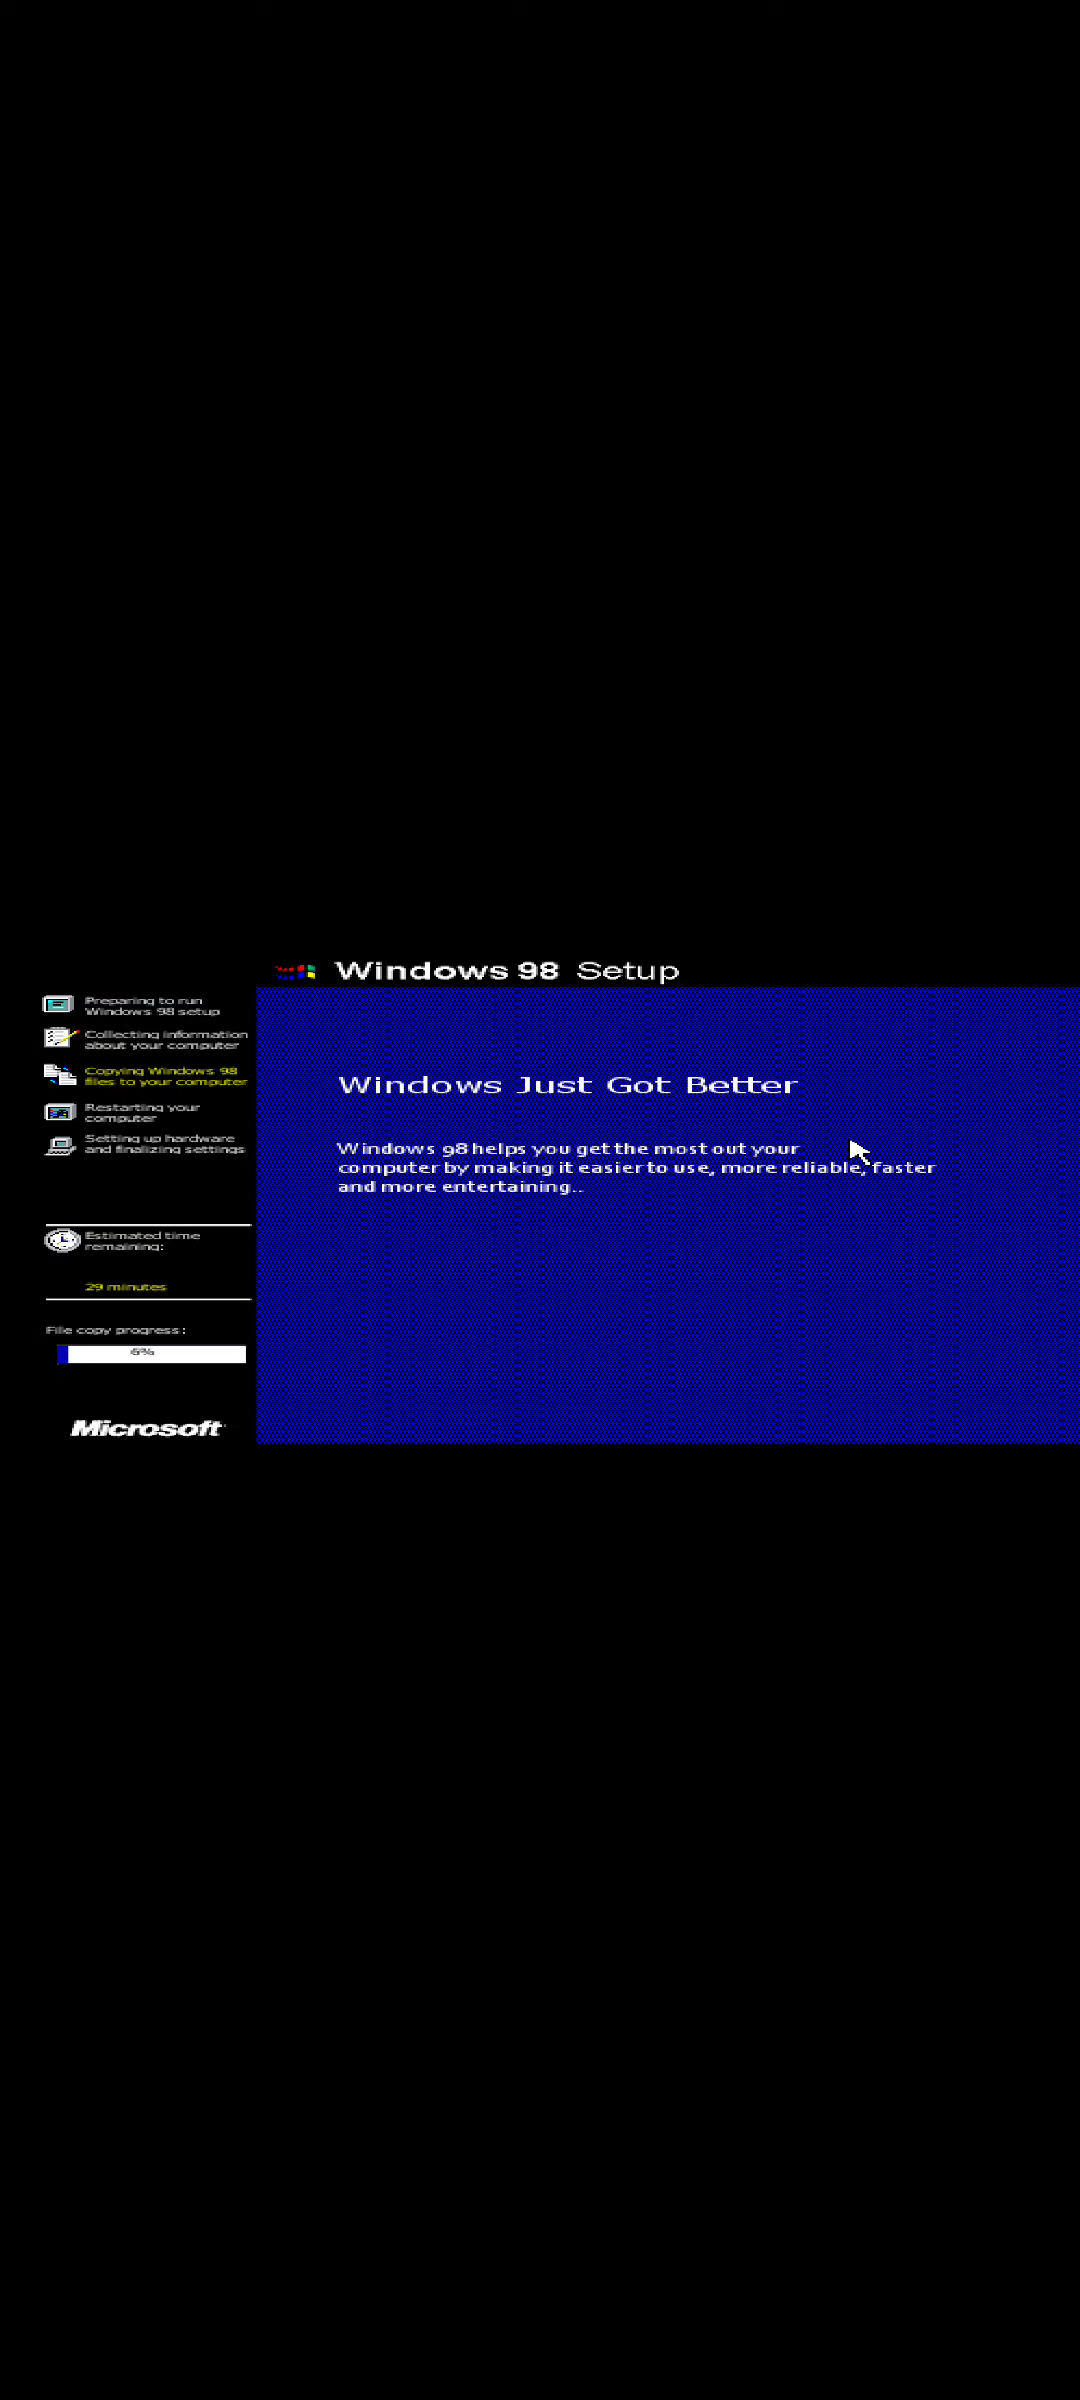 Windows 98 Setup
Preparing to run
Windows 98 setup
Collecting information
about your computer
Copying Windows 98
files to your computer
Restarting your
computer
Setting up hardware
and finalizing settings
Estimated time
remaining:
29 minutes
File copy progress:
6%
Microsoft
Windows Just Got Better
Windows 98 helps you get the most out your
computer by making it easier to use, more reliable, faster
and more entertaining..